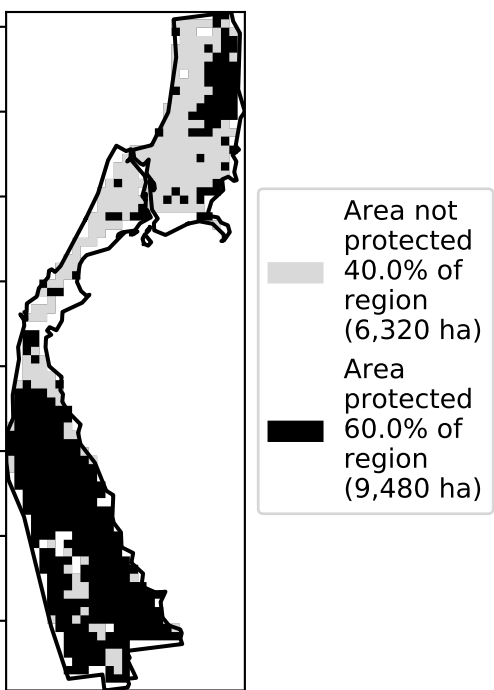 Area not
protected
40.0% of
region
(6,320 ha)
Area
protected
60.0% of
region
(9,480 ha)